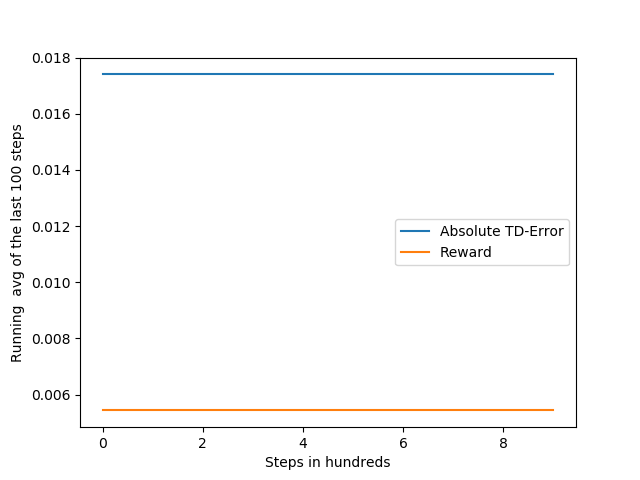 0.018
0.016
0.014
0.012
0.010
0.008
0.006
Running  avg of the last 100 steps
Absolute TD-Error
Reward
0 2 4 6 8
Steps in hundreds